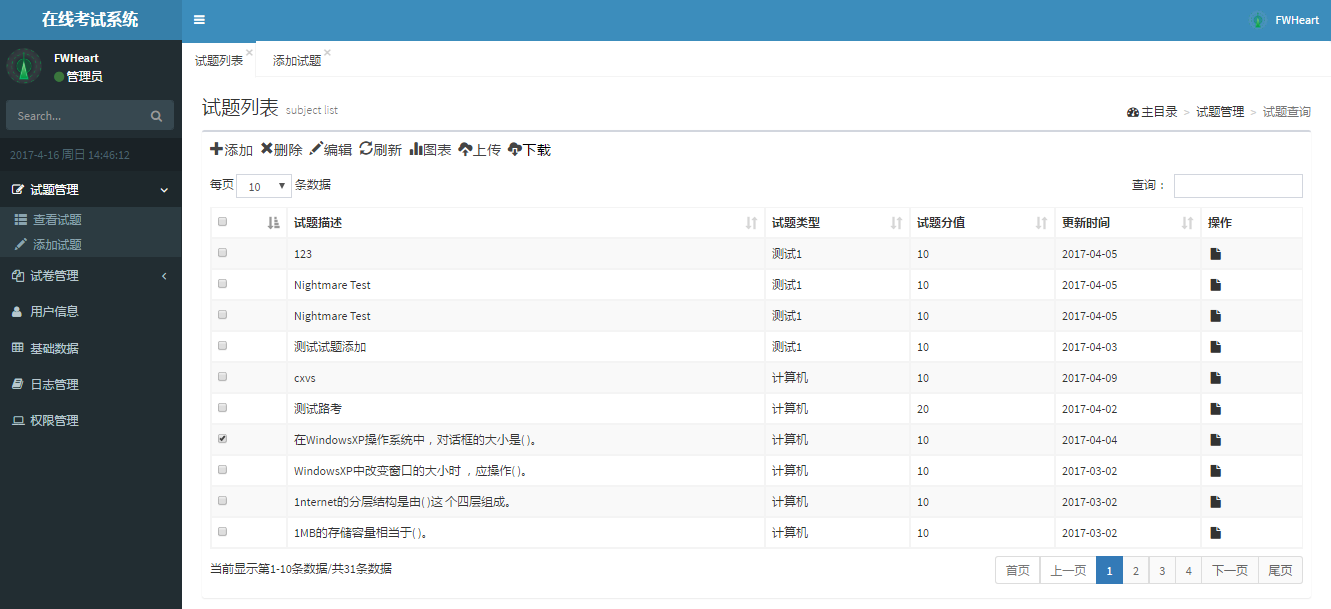 在线考试系统
FWHeart
FWHeart
管理员
Search...
2017-4-16 周日 14:46:12
试题管理
查看试题
添加试题
试卷管理
用户信息
基础数据
日志管理
权限管理
试题列表 × 添加试题 ×
试题列表 subject list
主目录 > 试题管理 > 试题查询
添加 删除 编辑 刷新 图表 上传 下载
每页 10 条数据
查询：
试题描述 试题类型 试题分值 更新时间 操作
123 测试1 10 2017-04-05
Nightmare Test 测试1 10 2017-04-05
Nightmare Test 测试1 10 2017-04-05
测试试题添加 测试1 10 2017-04-03
cxvs 计算机 10 2017-04-09
测试路考 计算机 20 2017-04-02
在WindowsXP操作系统中，对话框的大小是( )。 计算机 10 2017-04-04
WindowsXP中改变窗口的大小时 ，应操作( )。 计算机 10 2017-03-02
1nternet的分层结构是由( )这 个四层组成。 计算机 10 2017-03-02
1MB的存储容量相当于( )。 计算机 10 2017-03-02
当前显示第1-10条数据/共31条数据
首页 上一页 1 2 3 4 下一页 尾页